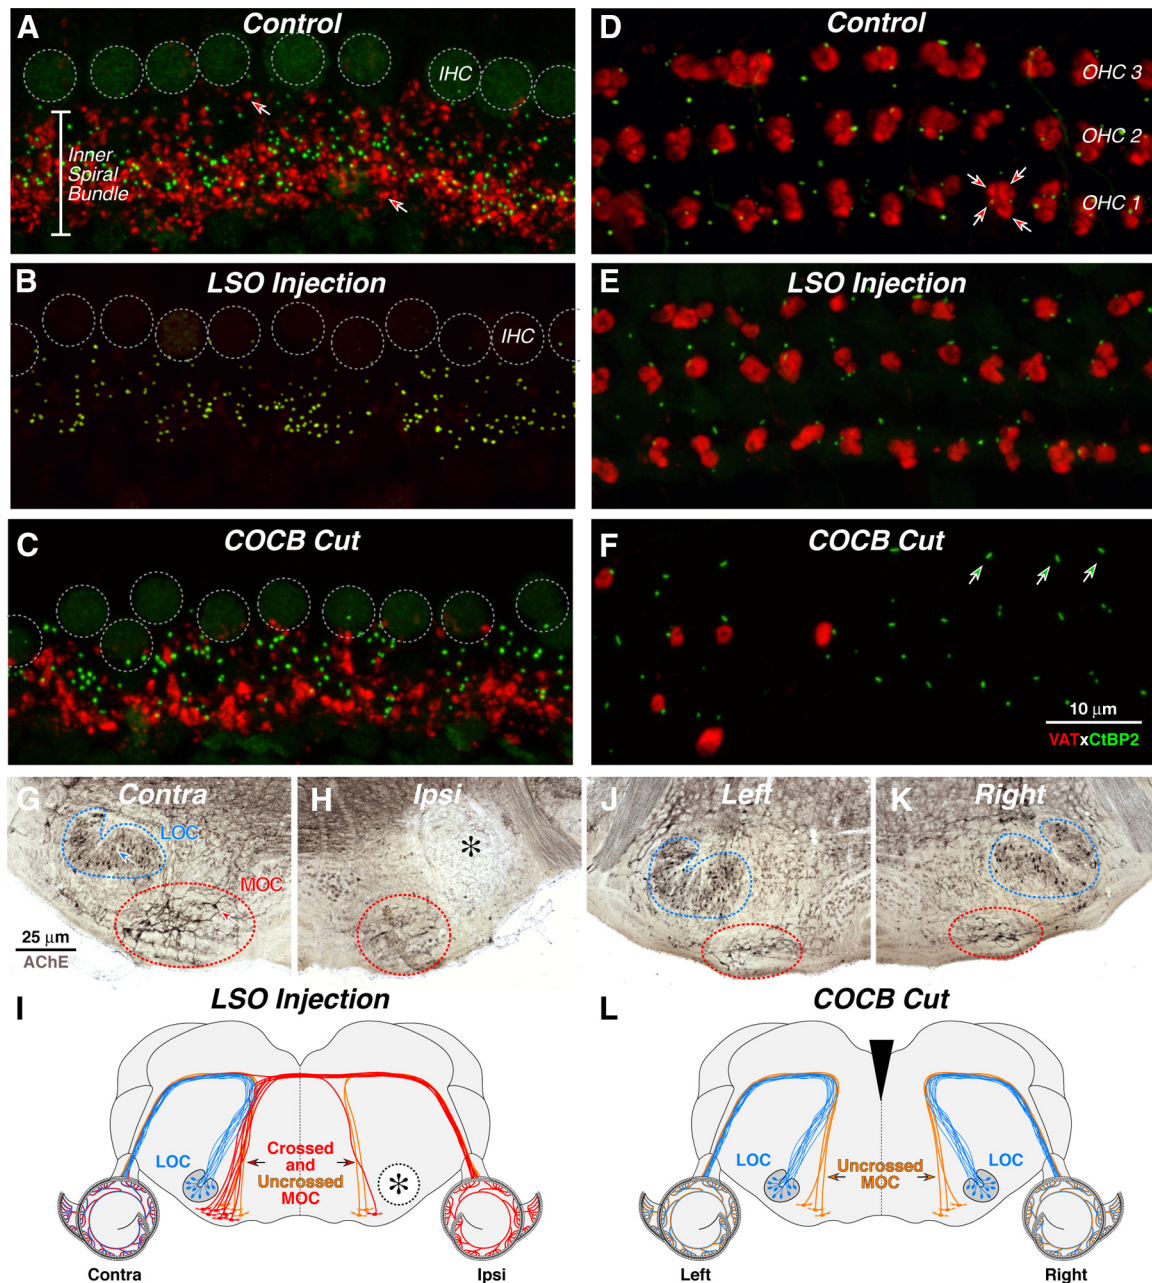 A
Control
IHC
Inner
Spiral
Bundle
B
LSO Injection
IHC
C
COCB Cut
D
Control
OHC 3
OHC 2
OHC 1
E
LSO Injection
F
COCB Cut
10 μm
VATxCtBP2
G
Contra
LOC
MOC
25 μm
AChE
H
Ipsi
*
J
Left
K
Right
I
LSO Injection
LOC
Crossed
and
Uncrossed
MOC
*
Contra
Ipsi
L
COCB Cut
LOC
Uncrossed
MOC
LOC
Left
Right